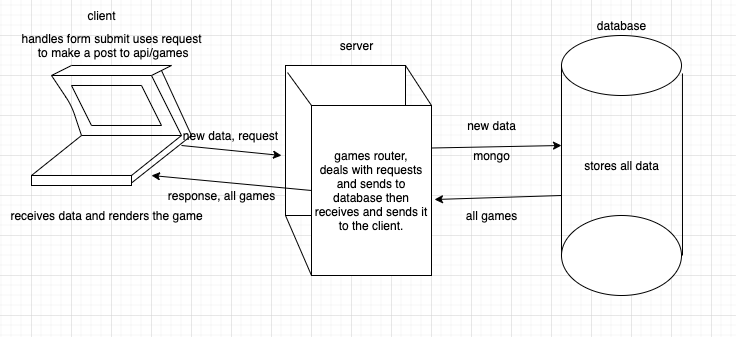 client
handles form submit uses request
to make a post to api/games
server
database
new data, request
games router,
deals with requests
and sends to
database then
receives and sends it
to the client.
new data
mongo
stores all data
response, all games
all games
receives data and renders the game